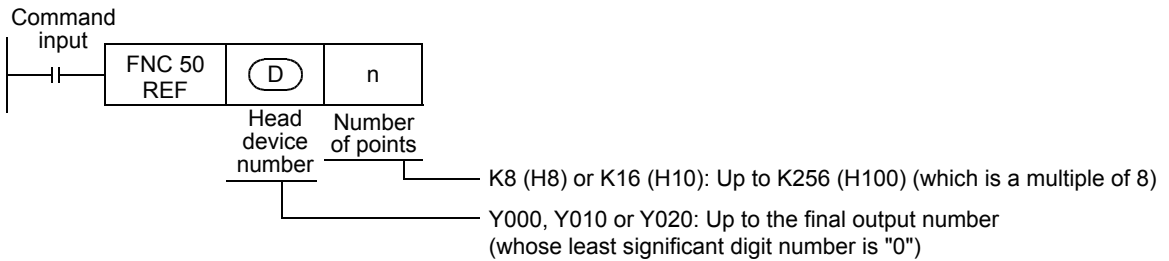 Command
input
FNC 50
REF
D
n
Head
device
number
Number
of points
K8 (H8) or K16 (H10): Up to K256 (H100) (which is a multiple of 8)
Y000, Y010 or Y020: Up to the final output number
(whose least significant digit number is "0")